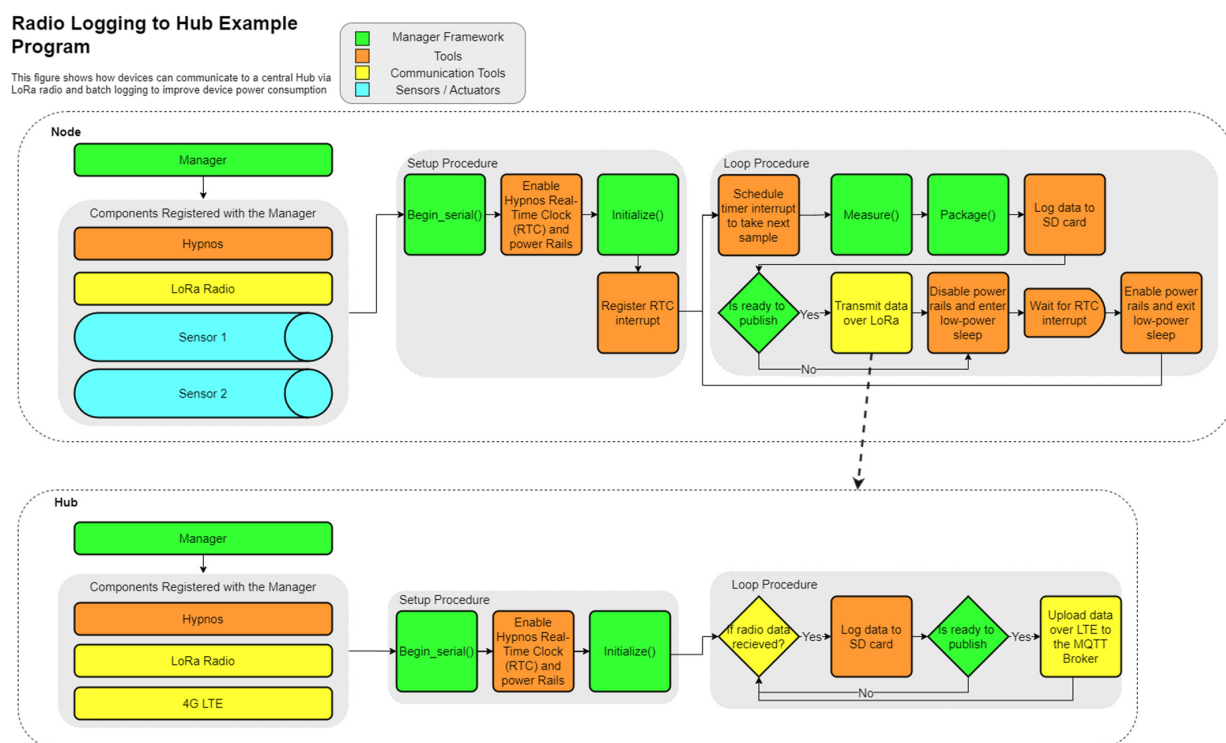 Radio Logging to Hub Example
Program
This figure shows how devices can communicate to a central Hub via
LoRa radio and batch logging to improve device power consumption
Manager Framework
Tools
Communication Tools
Sensors / Actuators
Node
Manager
Components Registered with the Manager
Hypnos
LoRa Radio
Sensor 1
Sensor 2
Setup Procedure
Begin_serial()
Enable
Hypnos Real-
Time Clock
(RTC) and
power Rails
Initialize()
Register RTC
interrupt
Loop Procedure
Schedule
timer interrupt
to take next
sample
Measure()
Package()
Log data to
SD card
Is ready to
publish
Yes
No
Transmit data
over LoRa
Disable power
rails and enter
low-power
sleep
Wait for RTC
interrupt
Enable power
rails and exit
low-power
sleep
Hub
Manager
Components Registered with the Manager
Hypnos
LoRa Radio
4G LTE
Setup Procedure
Begin_serial()
Enable
Hypnos Real-
Time Clock
(RTC) and
power Rails
Initialize()
Loop Procedure
If radio data
recieved?
Yes
Log data to
SD card
Is ready to
publish
Yes
No
Upload data
over LTE to
the MQTT
Broker